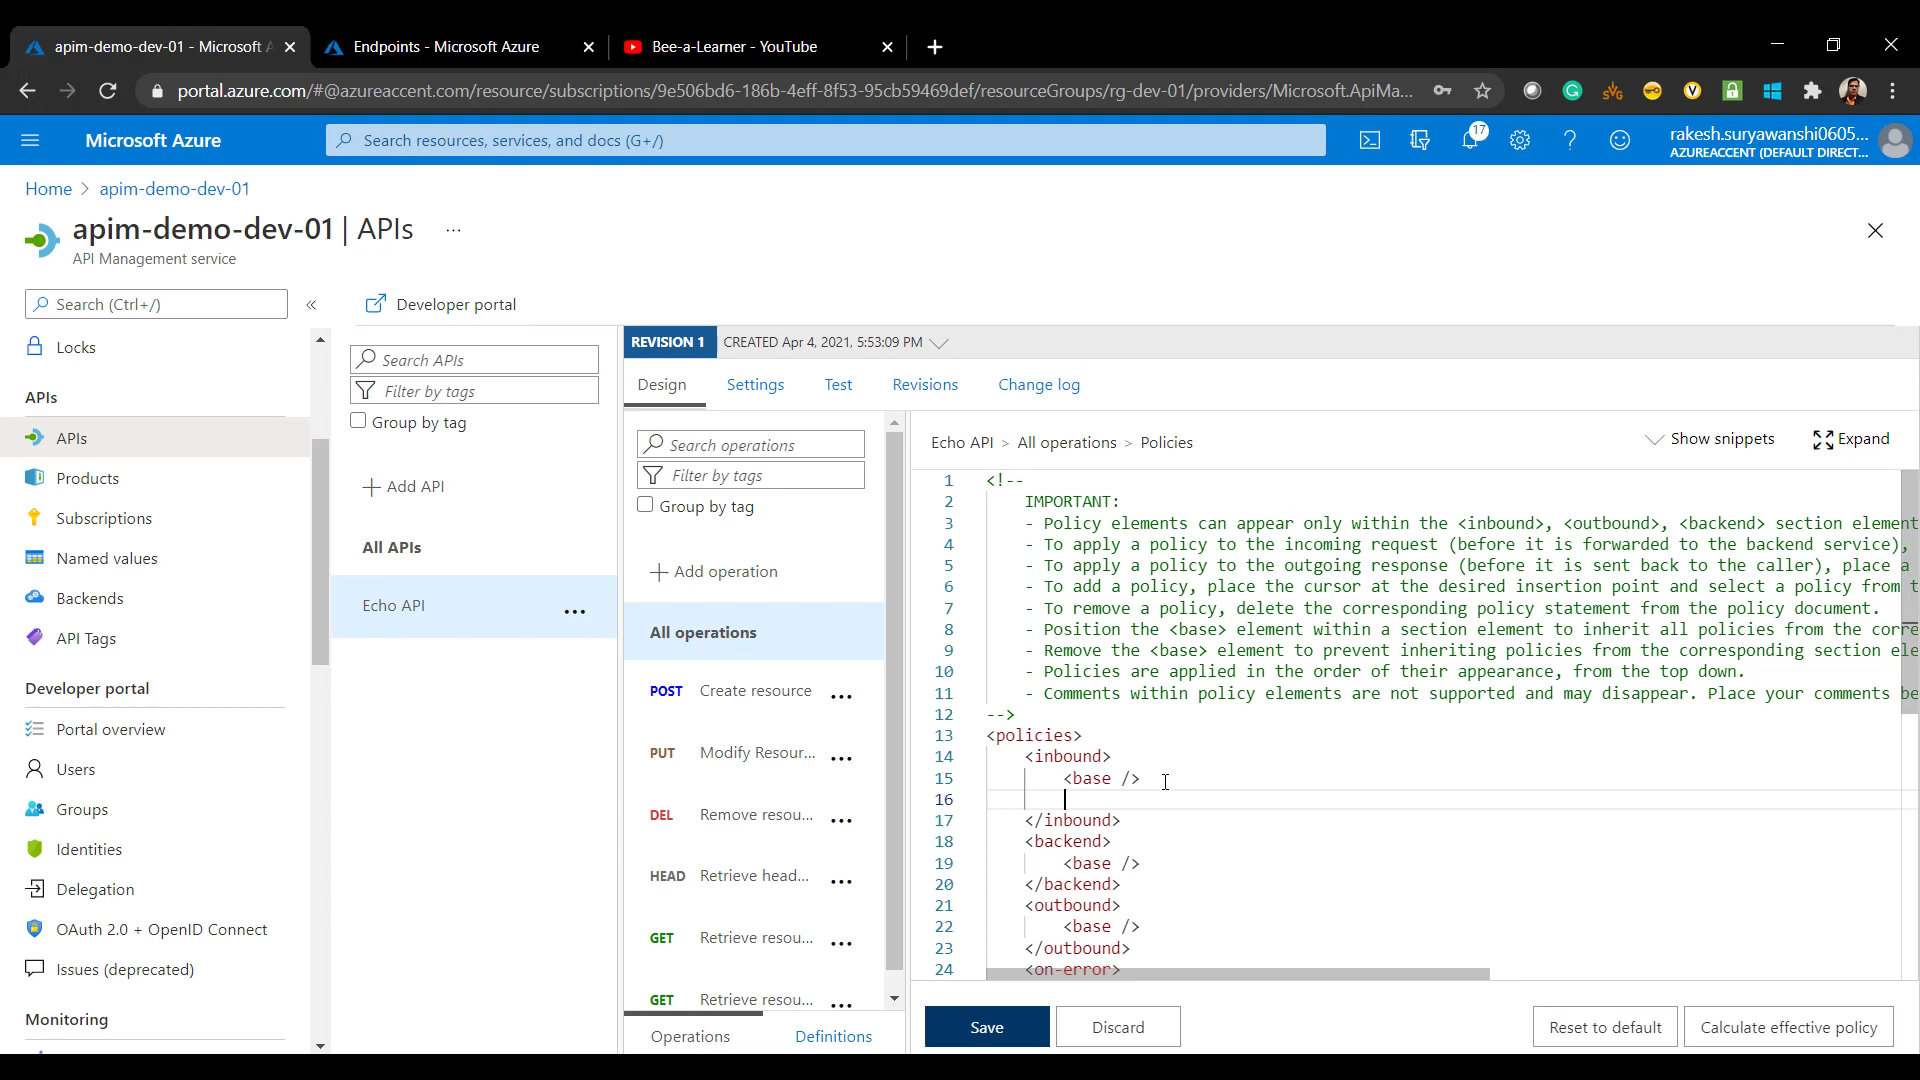 apim-demo-dev-01 - Microsoft A
Endpoints - Microsoft Azure
Bee-a-Learner - YouTube
portal.azure.com/#@azureaccent.com/resource/subscriptions/9e506bd6-186b-4eff-8f53-95cb59469def/resourceGroups/rg-dev-01/providers/Microsoft.ApiMa...
Microsoft Azure
Search resources, services, and docs (G+/)
17
rakesh.suryawanshi0605...
AZUREACCENT (DEFAULT DIRECT...
Home > apim-demo-dev-01
apim-demo-dev-01 | APIs ...
API Management service
Search (Ctrl+/)
«
Locks
APIs
APIs
Products
Subscriptions
Named values
Backends
API Tags
Developer portal
Portal overview
Users
Groups
Identities
Delegation
OAuth 2.0 + OpenID Connect
Issues (deprecated)
Monitoring
Developer portal
Search APIs
Filter by tags
Group by tag
Add API
All APIs
Echo API ...
REVISION 1 CREATED Apr 4, 2021, 5:53:09 PM
Design Settings Test Revisions Change log
Search operations
Filter by tags
Group by tag
Add operation
All operations
POST Create resource ...
PUT Modify Resour... ...
DEL Remove resou... ...
HEAD Retrieve head... ...
GET Retrieve resou... ...
GET Retrieve resou... ...
Operations Definitions
Echo API > All operations > Policies
Show snippets Expand
1 <!--
2 IMPORTANT:
3 - Policy elements can appear only within the <inbound>, <outbound>, <backend> section element
4 - To apply a policy to the incoming request (before it is forwarded to the backend service),
5 - To apply a policy to the outgoing response (before it is sent back to the caller), place a
6 - To add a policy, place the cursor at the desired insertion point and select a policy from t
7 - To remove a policy, delete the corresponding policy statement from the policy document.
8 - Position the <base> element within a section element to inherit all policies from the corre
9 - Remove the <base> element to prevent inheriting policies from the corresponding section ele
10 - Policies are applied in the order of their appearance, from the top down.
11 - Comments within policy elements are not supported and may disappear. Place your comments be
12 -->
13 <policies>
14 <inbound>
15 <base />
16
17 </inbound>
18 <backend>
19 <base />
20 </backend>
21 <outbound>
22 <base />
23 </outbound>
24 <on-error>
Save Discard Reset to default Calculate effective policy